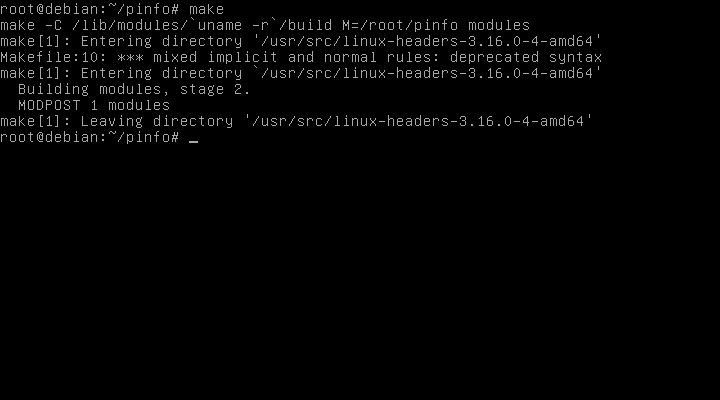 root@debian:~/pinfo# make
make -C /lib/modules/`uname -r`/build M=/root/pinfo modules
make[1]: Entering directory '/usr/src/linux-headers-3.16.0-4-amd64'
Makefile:10: *** mixed implicit and normal rules: deprecated syntax
make[1]: Entering directory `/usr/src/linux-headers-3.16.0-4-amd64'
  Building modules, stage 2.
  MODPOST 1 modules
make[1]: Leaving directory '/usr/src/linux-headers-3.16.0-4-amd64'
root@debian:~/pinfo# _